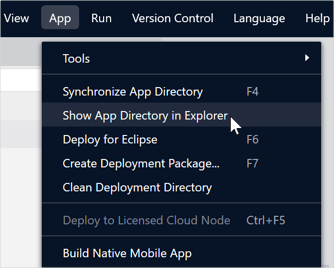 View App Run Version Control Language Help
Tools
Synchronize App Directory F4
Show App Directory in Explorer
Deploy for Eclipse F6
Create Deployment Package... F7
Clean Deployment Directory
Deploy to Licensed Cloud Node Ctrl+F5
Build Native Mobile App